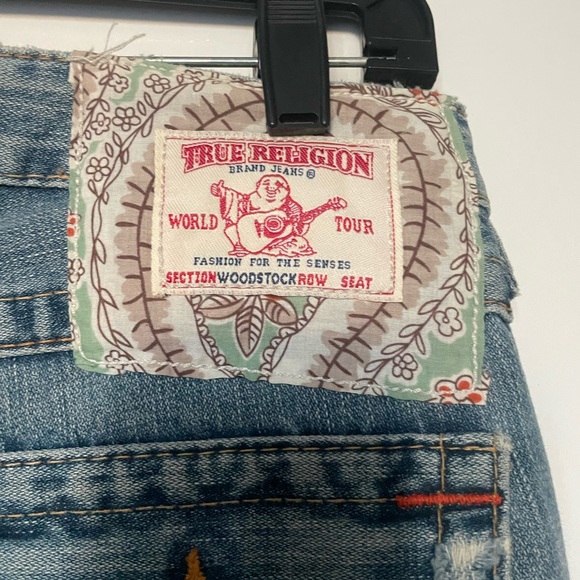 TRUE RELIGION
BRAND JEANS®
WORLD TOUR
FASHION FOR THE SENSES
SECTION WOODSTOCK ROW SEAT